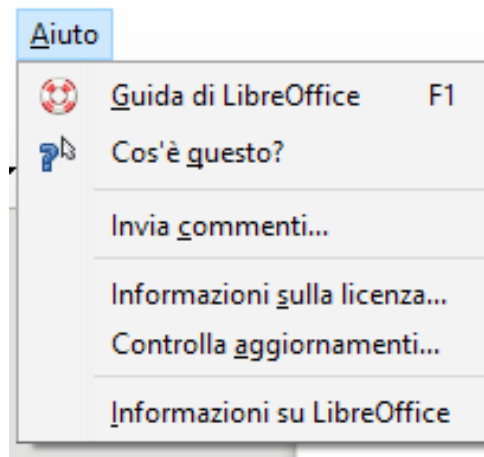 Aiuto
Guida di LibreOffice F1
Cos'è questo?
Invia commenti...
Informazioni sulla licenza...
Controlla aggiornamenti...
Informazioni su LibreOffice